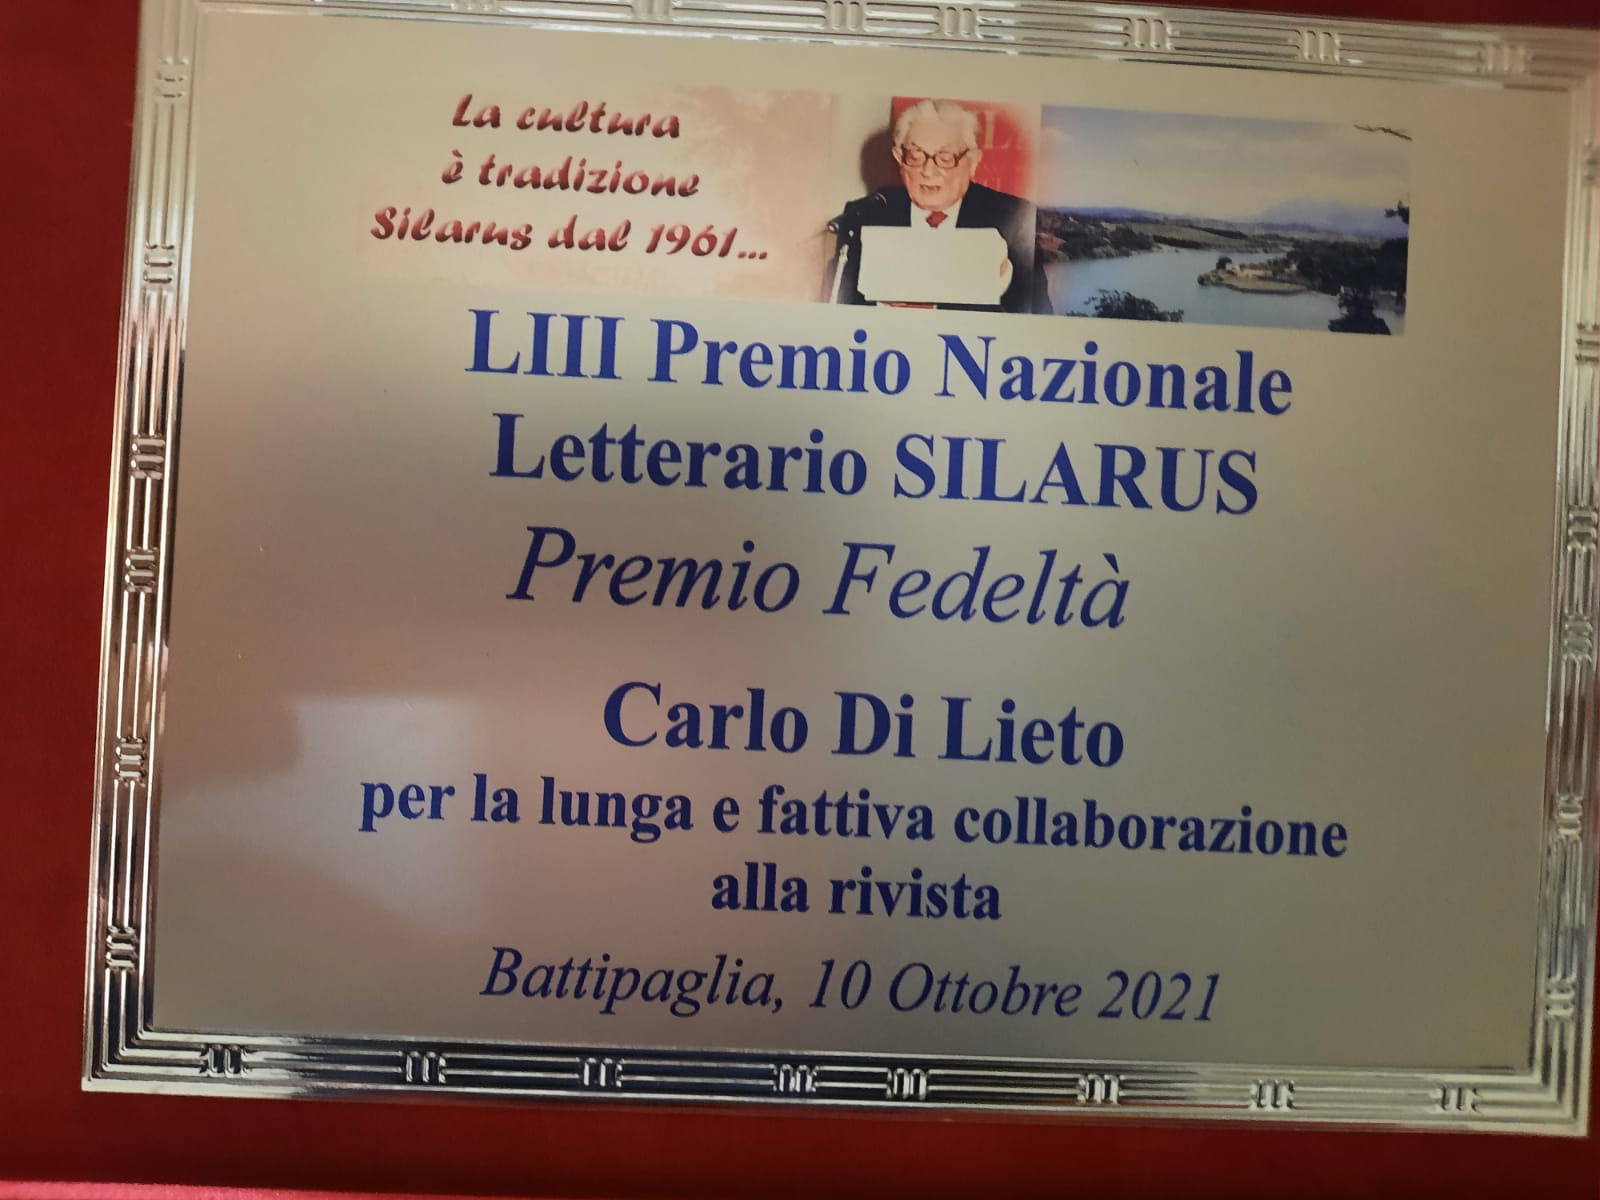 La cultura
è tradizione
Silarus dal 1961...
LIII Premio Nazionale
Letterario SILARUS
Premio Fedeltà
Carlo Di Lieto
per la lunga e fattiva collaborazione
alla rivista
Battipaglia, 10 Ottobre 2021